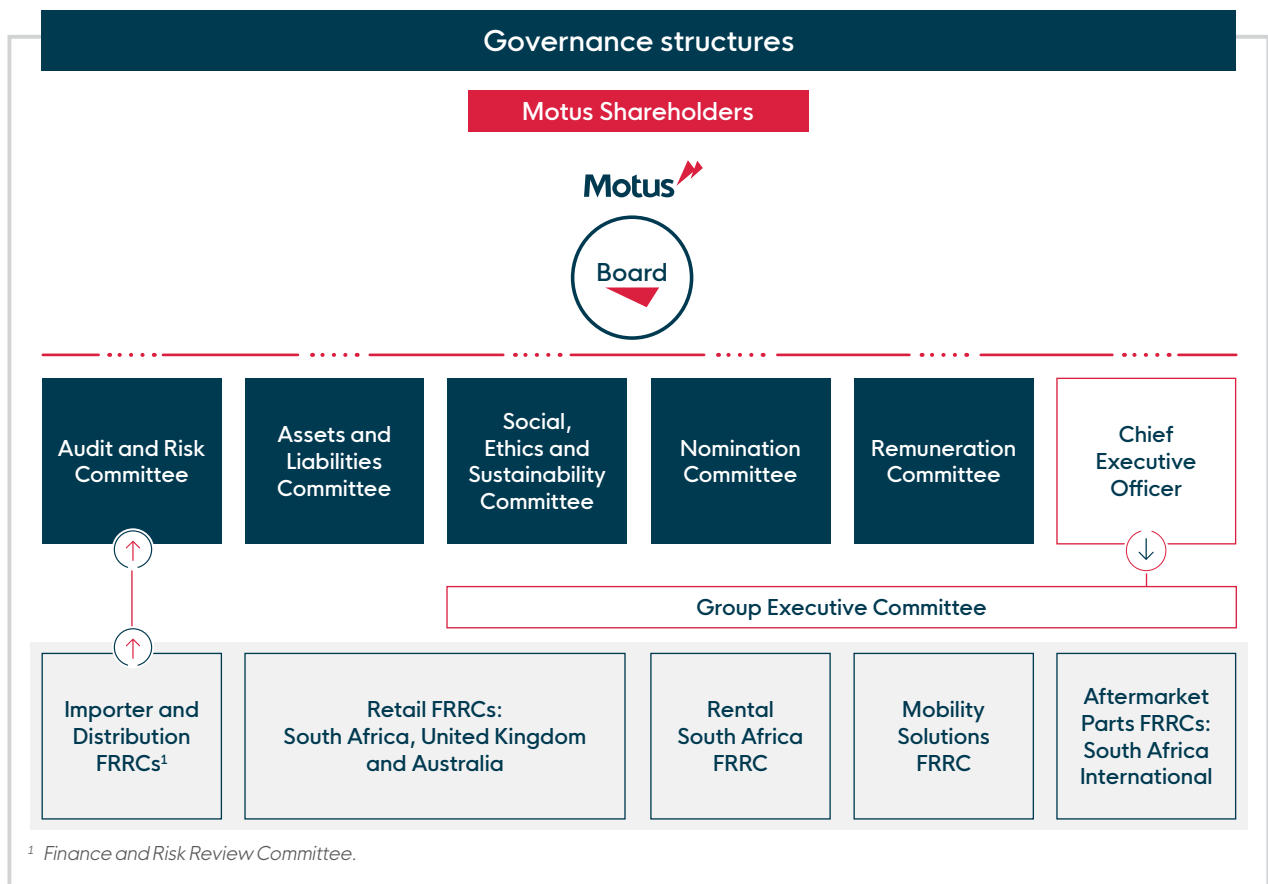 Governance structures
Motus Shareholders
Motus
Board
Audit and Risk
Committee
Assets and
Liabilities
Committee
Social,
Ethics and
Sustainability
Committee
Nomination
Committee
Remuneration
Committee
Chief
Executive
Officer
Group Executive Committee
Importer and
Distribution
FRRCs¹
Retail FRRCs:
South Africa, United Kingdom
and Australia
Rental
South Africa
FRRC
Mobility
Solutions
FRRC
Aftermarket
Parts FRRCs:
South Africa
International
¹ Finance and Risk Review Committee.